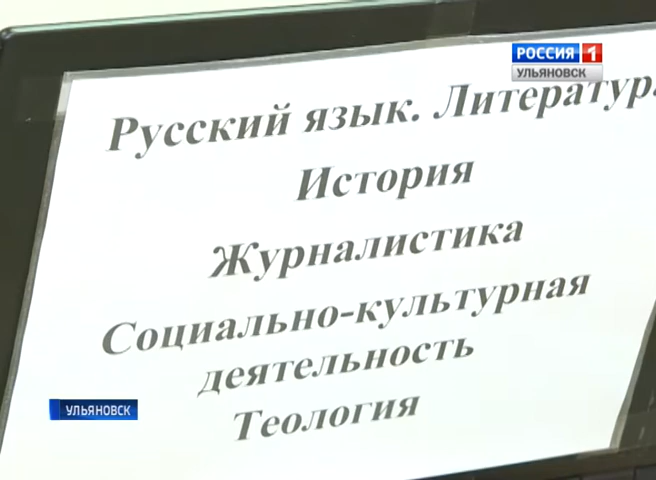 РОССИЯ 1
УЛЬЯНОВСК
Русский язык. Литератур
История
Журналистика
Социально-культурная
деятельность
Теология
УЛЬЯНОВСК